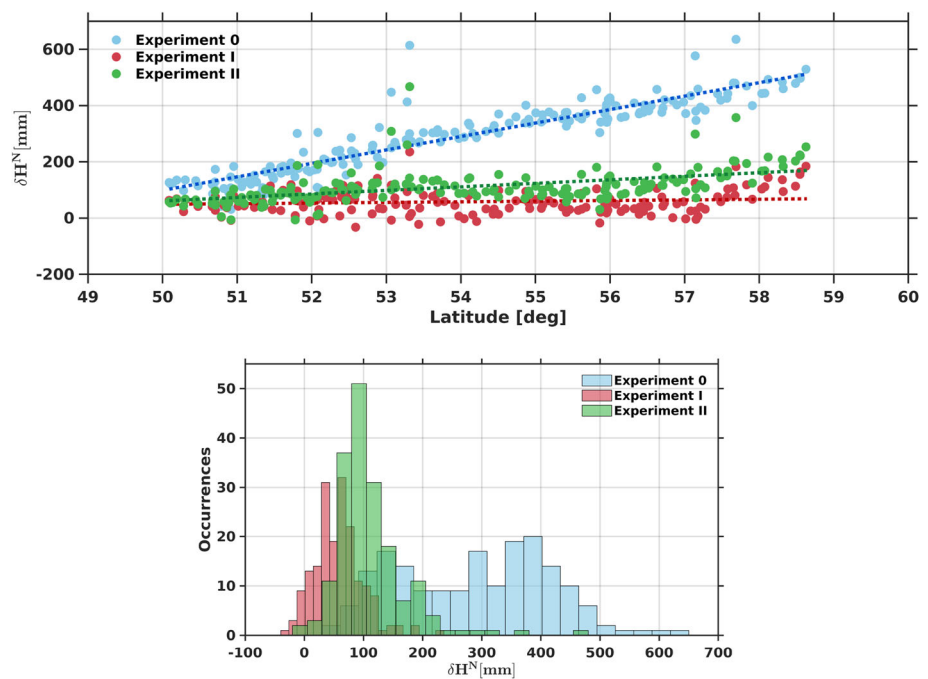 Experiment 0
Experiment I
Experiment II
600
400
200
0
-200
δHᴺ[mm]
49 50 51 52 53 54 55 56 57 58 59 60
Latitude [deg]
Experiment 0
Experiment I
Experiment II
50
40
30
20
10
0
Occurrences
-100 0 100 200 300 400 500 600 700
δHᴺ[mm]